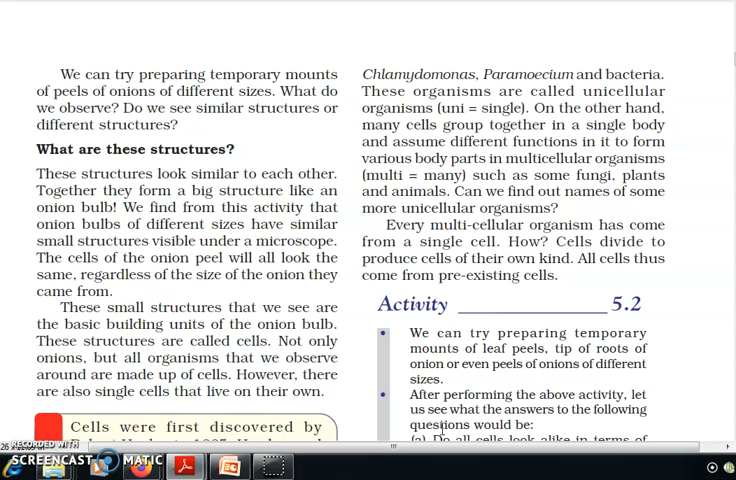 We can try preparing temporary mounts
of peels of onions of different sizes. What do
we observe? Do we see similar structures or
different structures?
What are these structures?
These structures look similar to each other.
Together they form a big structure like an
onion bulb! We find from this activity that
onion bulbs of different sizes have similar
small structures visible under a microscope.
The cells of the onion peel will all look the
same, regardless of the size of the onion they
came from.
These small structures that we see are
the basic building units of the onion bulb.
These structures are called cells. Not only
onions, but all organisms that we observe
around are made up of cells. However, there
are also single cells that live on their own.
Cells were first discovered by
Chlamydomonas, Paramoecium and bacteria.
These organisms are called unicellular
organisms (uni = single). On the other hand,
many cells group together in a single body
and assume different functions in it to form
various body parts in multicellular organisms
(multi = many) such as some fungi, plants
and animals. Can we find out names of some
more unicellular organisms?
Every multi-cellular organism has come
from a single cell. How? Cells divide to
produce cells of their own kind. All cells thus
come from pre-existing cells.
Activity 5.2
• We can try preparing temporary
mounts of leaf peels, tip of roots of
onion or even peels of onions of different
sizes.
• After performing the above activity, let
us see what the answers to the following
questions would be:
(a) Do all cells look alike in terms of
RECORDED WITH
SCREENCAST MATIC